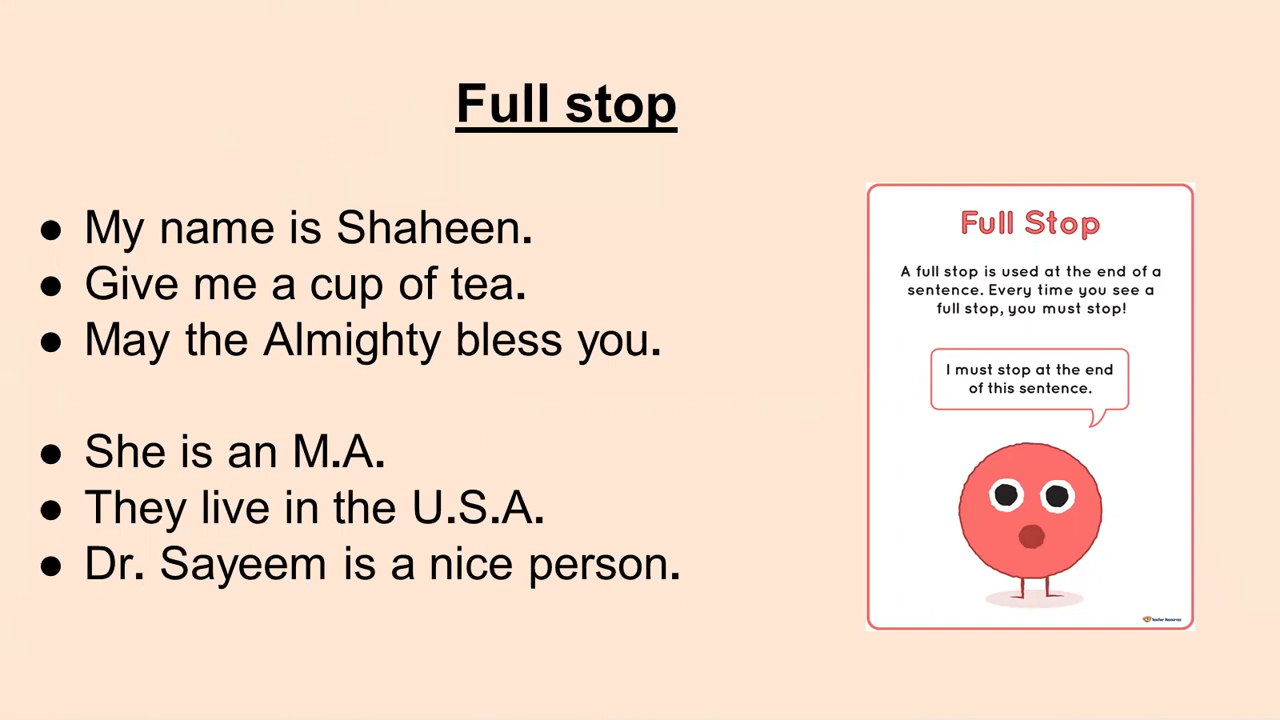 Full stop
● My name is Shaheen.
● Give me a cup of tea.
● May the Almighty bless you.
● She is an M.A.
● They live in the U.S.A.
● Dr. Sayeem is a nice person.
Full Stop
A full stop is used at the end of a
sentence. Every time you see a
full stop, you must stop!
I must stop at the end
of this sentence.
Teacher Resources